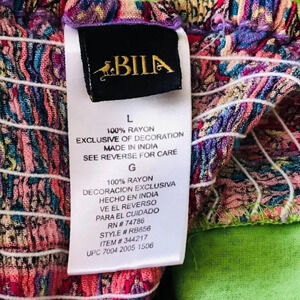 BILA
L
100% RAYON
EXCLUSIVE OF DECORATION
MADE IN INDIA
SEE REVERSE FOR CARE
G
100% RAYON
DECORACION EXCLUSIVA
HECHO EN INDIA
VE EL REVERSO
PARA EL CUIDADO
RN # 74786
STYLE # RB656
ITEM # 344217
UPC 7004 2005 1506